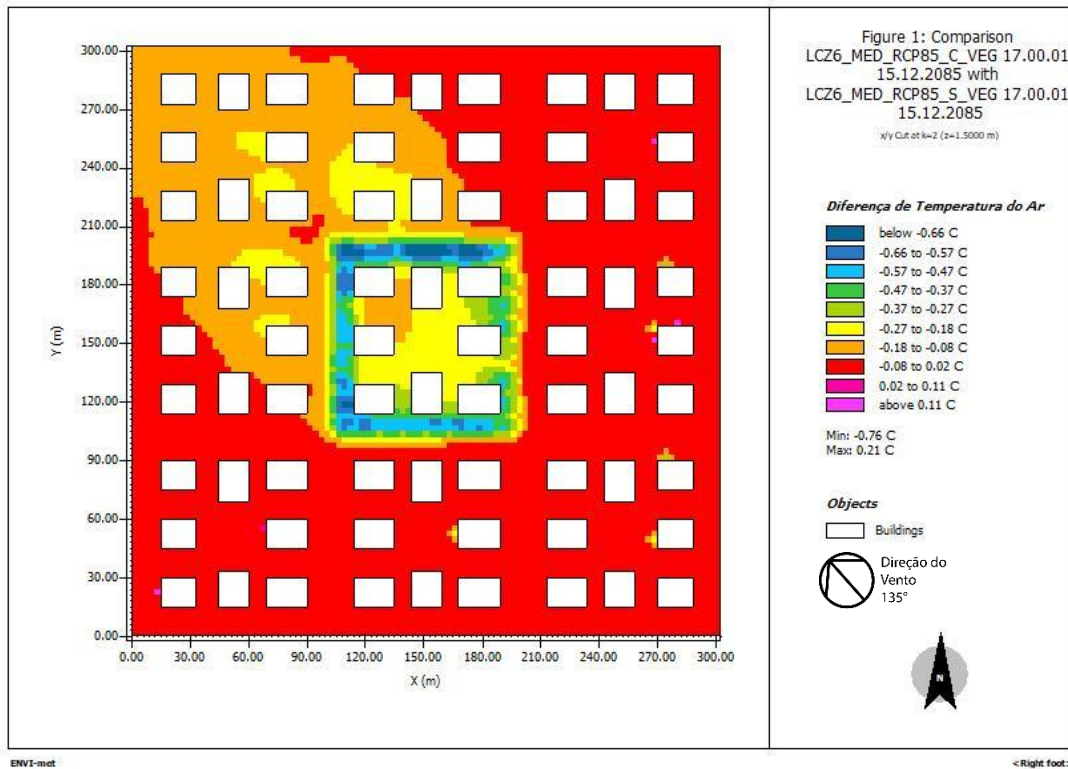 Figure 1: Comparison
LCZ6_MED_RCP85_C_VEG 17.00.01
15.12.2085 with
LCZ6_MED_RCP85_S_VEG 17.00.01
15.12.2085
x/y Cut at k=2 (z=1.5000 m)
Diferença de Temperatura do Ar
below -0.66 C
-0.66 to -0.57 C
-0.57 to -0.47 C
-0.47 to -0.37 C
-0.37 to -0.27 C
-0.27 to -0.18 C
-0.18 to -0.08 C
-0.08 to 0.02 C
0.02 to 0.11 C
above 0.11 C
Min: -0.76 C
Max: 0.21 C
Objects
Buildings
Direção do
Vento
135°
N
300.00
270.00
240.00
210.00
180.00
150.00
120.00
90.00
60.00
30.00
0.00
Y (m)
0.00 30.00 60.00 90.00 120.00 150.00 180.00 210.00 240.00 270.00 300.00
X (m)
ENVI-met
<Right foot: